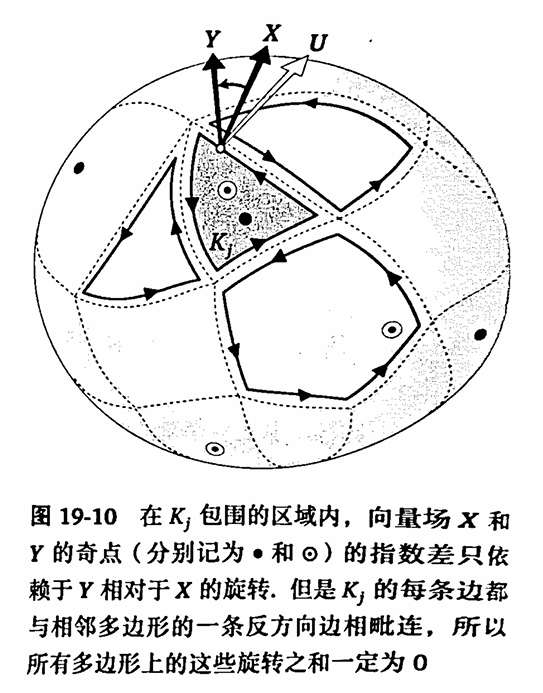 Y X U
K_j
图 19-10 在 K_j 包围的区域内，向量场 X 和
Y 的奇点（分别记为 • 和 ⊙）的指数差只依
赖于 Y 相对于 X 的旋转. 但是 K_j 的每条边都
与相邻多边形的一条反方向边相毗连，所以
所有多边形上的这些旋转之和一定为 0